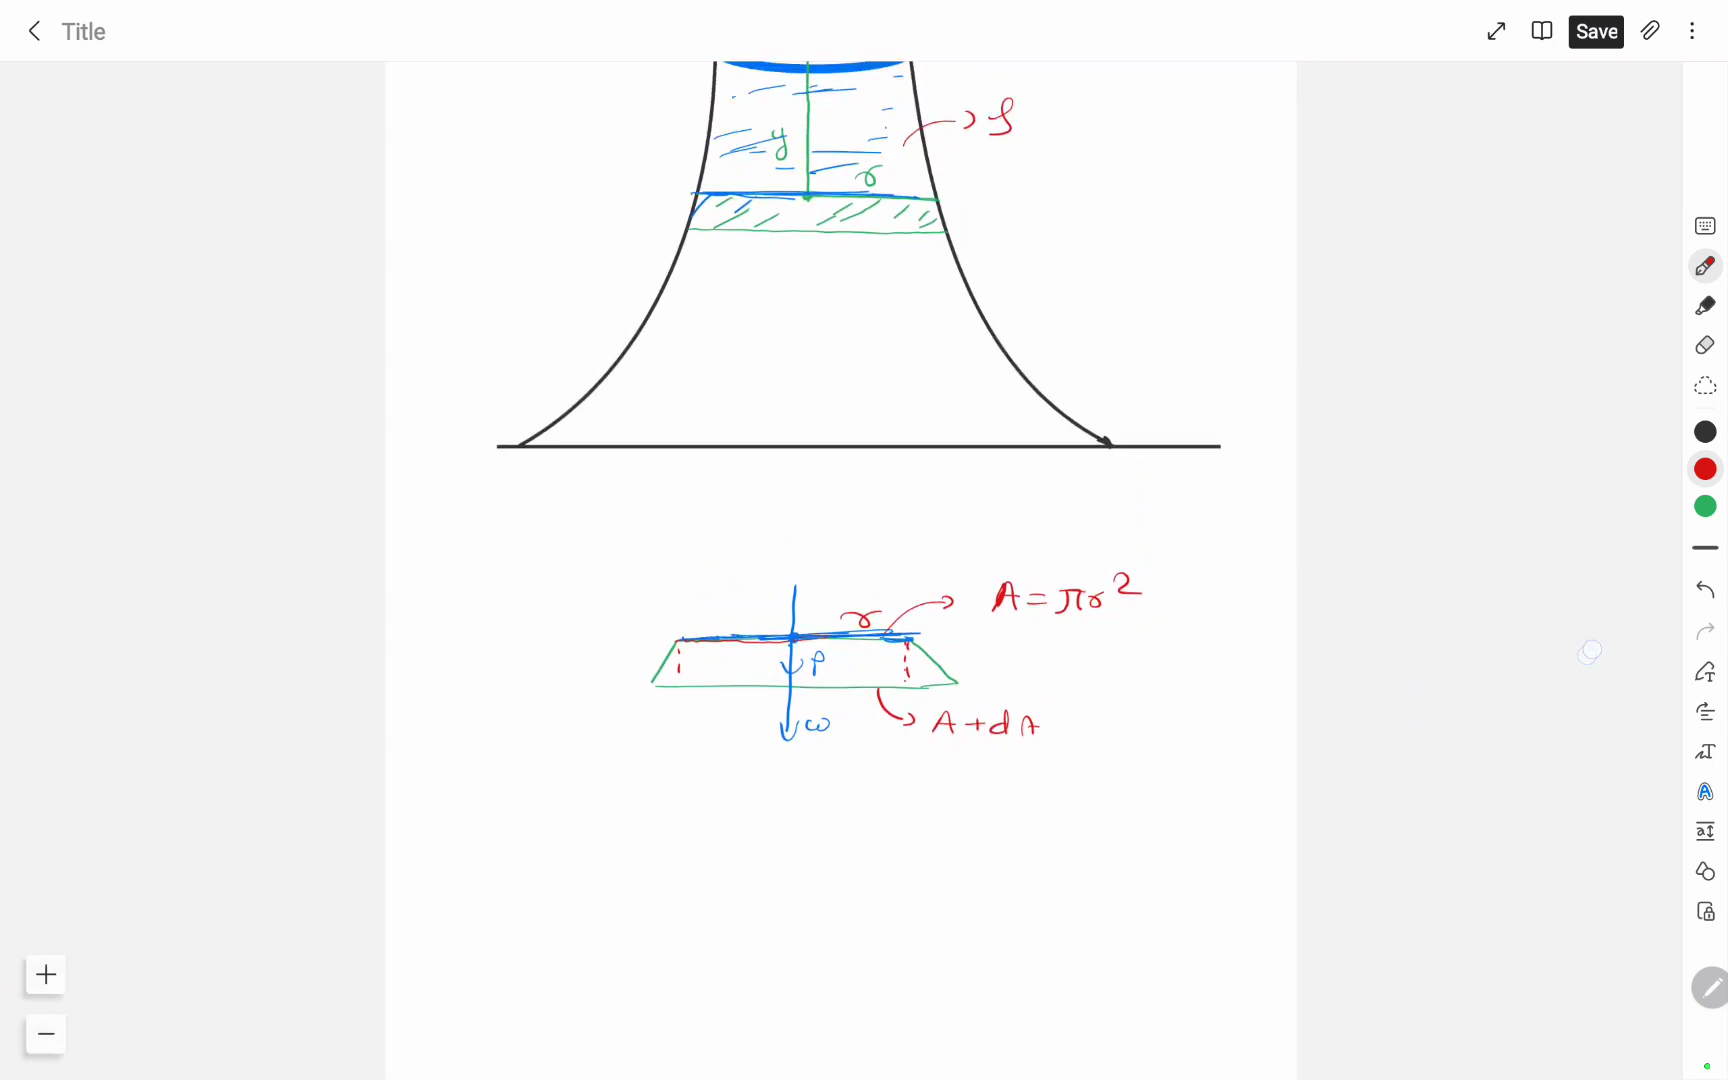 Title
Save
ρ
y
r
A = πr²
r
P
ω
A + dA